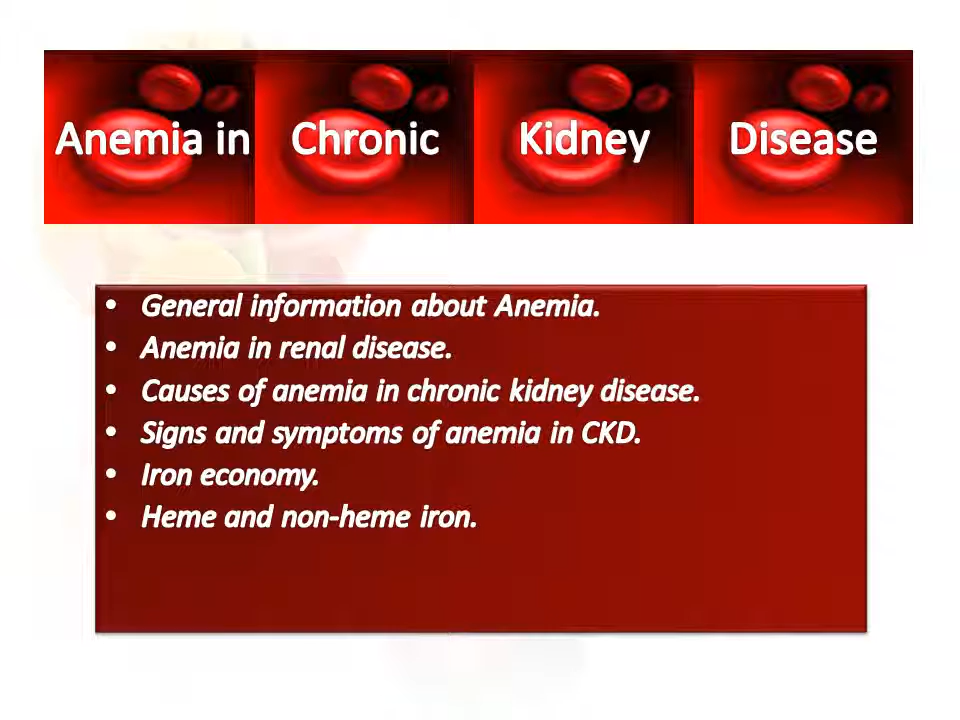 Anemia in Chronic Kidney Disease
• General information about Anemia.
• Anemia in renal disease.
• Causes of anemia in chronic kidney disease.
• Signs and symptoms of anemia in CKD.
• Iron economy.
• Heme and non-heme iron.